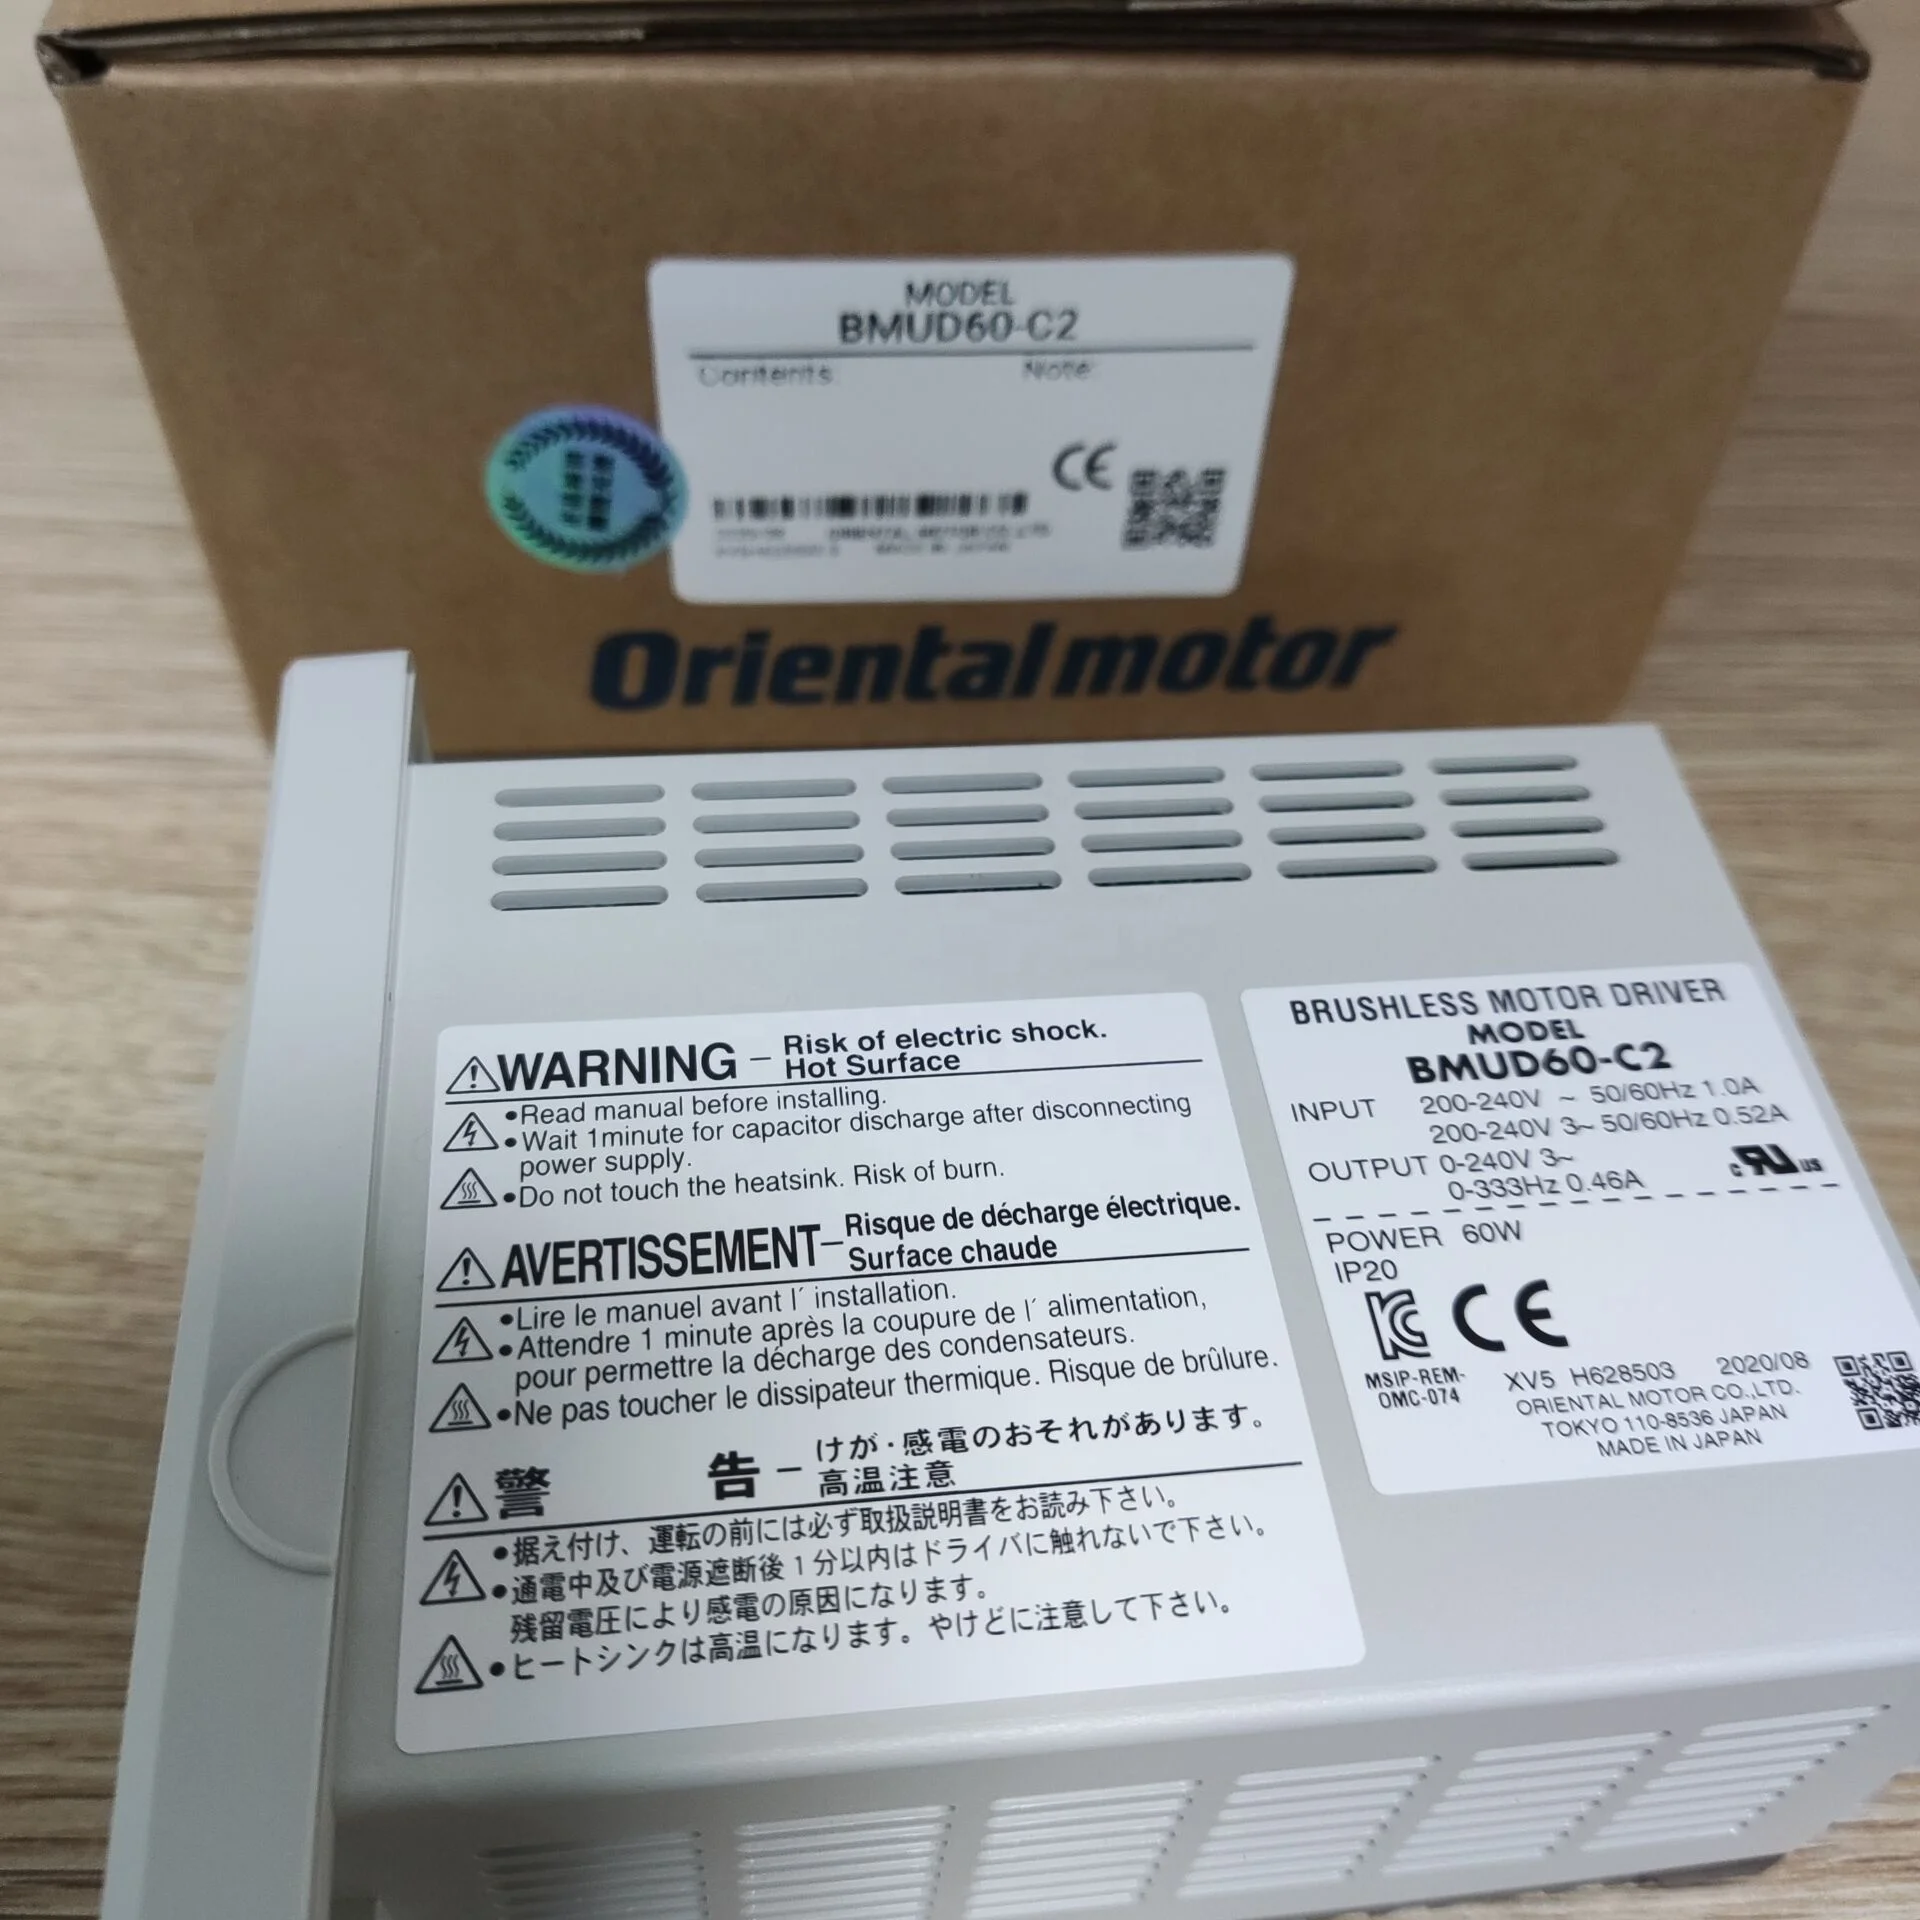 MODEL
BMUD60-C2
Contents:
Note:
CE
Orientalmotor
WARNING - Risk of electric shock.
Hot Surface
•Read manual before installing.
•Wait 1minute for capacitor discharge after disconnecting
power supply.
•Do not touch the heatsink. Risk of burn.
AVERTISSEMENT - Risque de décharge électrique.
Surface chaude
•Lire le manuel avant l´ installation.
•Attendre 1 minute après la coupure de l´ alimentation,
pour permettre la décharge des condensateurs.
•Ne pas toucher le dissipateur thermique. Risque de brûlure.
警 告 - けが・感電のおそれがあります。
高温注意
•据え付け、運転の前には必ず取扱説明書をお読み下さい。
•通電中及び電源遮断後1分以内はドライバに触れないで下さい。
残留電圧により感電の原因になります。
•ヒートシンクは高温になります。やけどに注意して下さい。
BRUSHLESS MOTOR DRIVER
MODEL
BMUD60-C2
INPUT 200-240V ~ 50/60Hz 1.0A
200-240V 3~ 50/60Hz 0.52A
OUTPUT 0-240V 3~
0-333Hz 0.46A
c RU us
POWER 60W
IP20
KC CE
MSIP-REM-
OMC-074
XV5 H628503 2020/08
ORIENTAL MOTOR CO.,LTD.
TOKYO 110-8536 JAPAN
MADE IN JAPAN